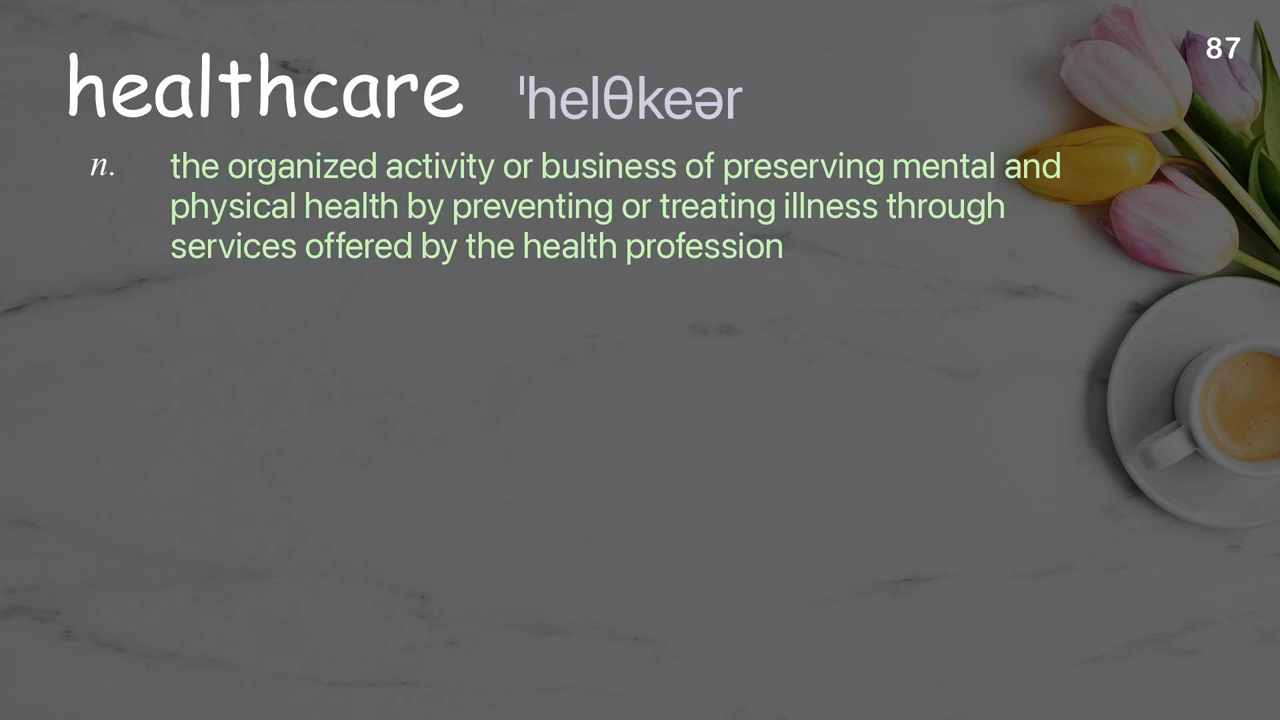 87
healthcare ˈhelθkeər
n. the organized activity or business of preserving mental and
physical health by preventing or treating illness through
services offered by the health profession